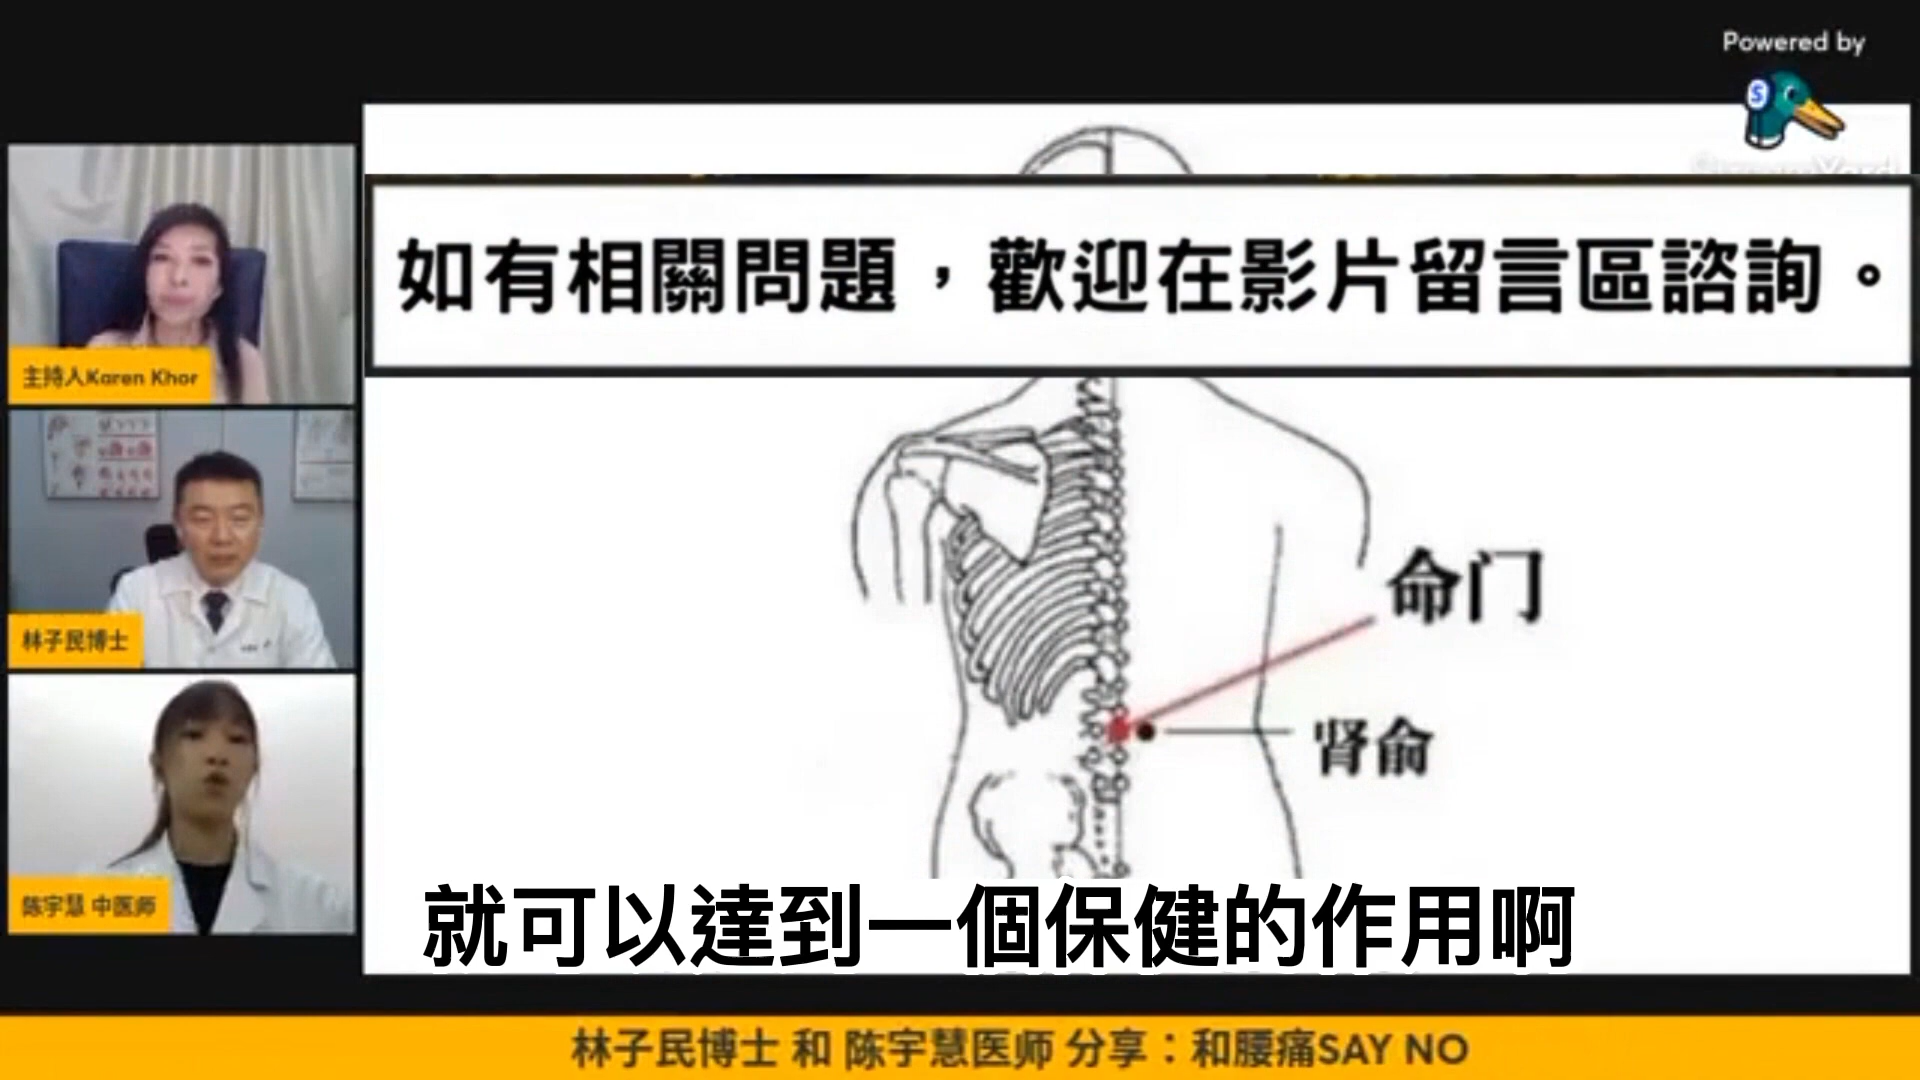 Powered by
S
StreamYard
如有相關問題，歡迎在影片留言區諮詢。
主持人Karen Khor
林子民博士
陈宇慧 中医师
命门
肾俞
就可以達到一個保健的作用啊
林子民博士 和 陈宇慧医师 分享：和腰痛SAY NO